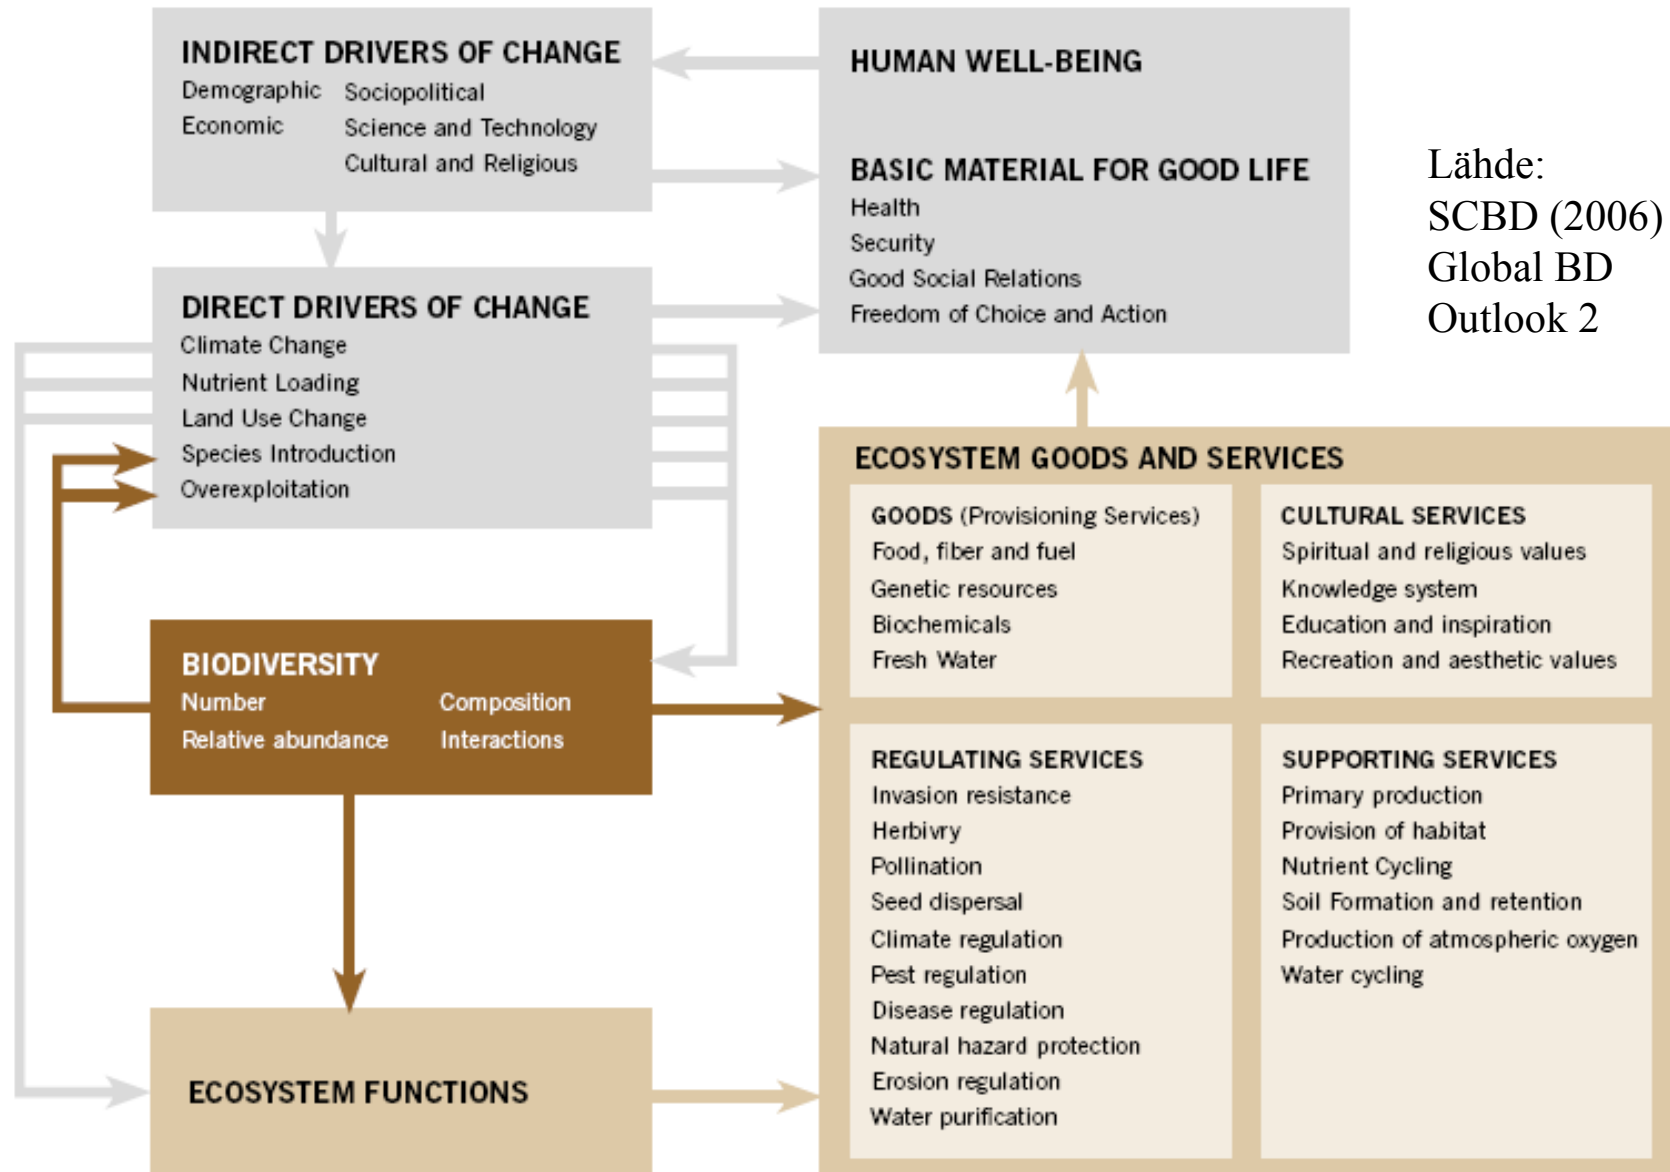 INDIRECT DRIVERS OF CHANGE
Demographic Sociopolitical
Economic Science and Technology
Cultural and Religious
HUMAN WELL-BEING
BASIC MATERIAL FOR GOOD LIFE
Health
Security
Good Social Relations
Freedom of Choice and Action
Lähde:
SCBD (2006)
Global BD
Outlook 2
DIRECT DRIVERS OF CHANGE
Climate Change
Nutrient Loading
Land Use Change
Species Introduction
Overexploitation
BIODIVERSITY
Number Composition
Relative abundance Interactions
ECOSYSTEM FUNCTIONS
ECOSYSTEM GOODS AND SERVICES
GOODS (Provisioning Services)
Food, fiber and fuel
Genetic resources
Biochemicals
Fresh Water
CULTURAL SERVICES
Spiritual and religious values
Knowledge system
Education and inspiration
Recreation and aesthetic values
REGULATING SERVICES
Invasion resistance
Herbivry
Pollination
Seed dispersal
Climate regulation
Pest regulation
Disease regulation
Natural hazard protection
Erosion regulation
Water purification
SUPPORTING SERVICES
Primary production
Provision of habitat
Nutrient Cycling
Soil Formation and retention
Production of atmospheric oxygen
Water cycling